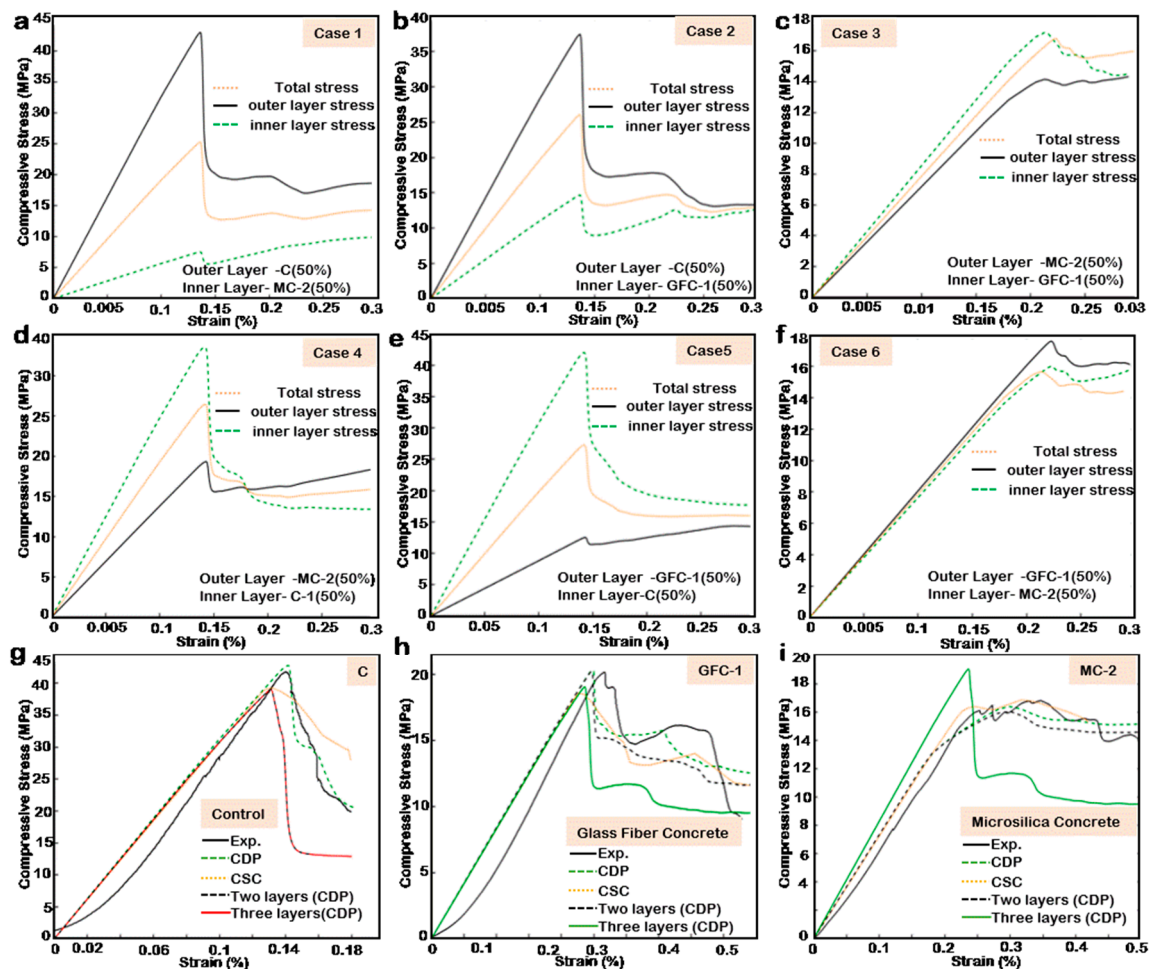 a
Case 1
Compressive Stress (MPa)
45
40
35
30
25
20
15
10
5
0
Total stress
outer layer stress
inner layer stress
Outer Layer -C(50%)
Inner Layer- MC-2(50%)
0
0.005
0.1
0.15
0.2
0.25
0.3
Strain (%)
b
Case 2
Compressive Stress (MPa)
40
35
30
25
20
15
10
5
0
Total stress
outer layer stress
inner layer stress
Outer Layer -C(50%)
Inner Layer- GFC-1(50%)
0
0.005
0.1
0.15
0.2
0.25
0.3
Strain (%)
c
Case 3
Compressive Stress (MPa)
18
16
14
12
10
8
6
4
2
0
Total stress
outer layer stress
inner layer stress
Outer Layer -MC-2(50%)
Inner Layer- GFC-1(50%)
0
0.005
0.01
0.15
0.2
0.25
0.03
Strain (%)
d
Case 4
Compressive Stress (MPa)
40
35
30
25
20
15
10
5
0
Total stress
outer layer stress
inner layer stress
Outer Layer -MC-2(50%)
Inner Layer- C-1(50%)
0
0.005
0.1
0.15
0.2
0.25
0.3
Strain (%)
e
Case5
Compressive Stress (MPa)
45
40
35
30
25
20
15
10
5
0
Total stress
outer layer stress
inner layer stress
Outer Layer -GFC-1(50%)
Inner Layer-C(50%)
0
0.005
0.1
0.15
0.2
0.25
0.3
Strain (%)
f
Case 6
Compressive Stress (MPa)
18
16
14
12
10
8
6
4
2
0
Total stress
outer layer stress
inner layer stress
Outer Layer -GFC-1(50%)
Inner Layer- MC-2(50%)
0
0.005
0.1
0.15
0.2
0.25
0.3
Strain (%)
g
C
Compressive Stress (MPa)
45
40
35
30
25
20
15
10
5
0
Control
Exp.
CDP
CSC
Two layers (CDP)
Three layers(CDP)
0
0.02
0.06
0.08
0.1
0.14
0.18
Strain (%)
h
GFC-1
Compressive Stress (MPa)
20
15
10
5
0
Glass Fiber Concrete
Exp.
CDP
CSC
Two layers (CDP)
Three layers (CDP)
0
0.1
0.2
0.3
0.4
0.5
Strain (%)
i
MC-2
Compressive Stress (MPa)
20
18
16
14
12
10
8
6
4
2
0
Microsilica Concrete
Exp.
CDP
CSC
Two layers (CDP)
Three layers (CDP)
0
0.1
0.2
0.3
0.4
0.5
Strain (%)